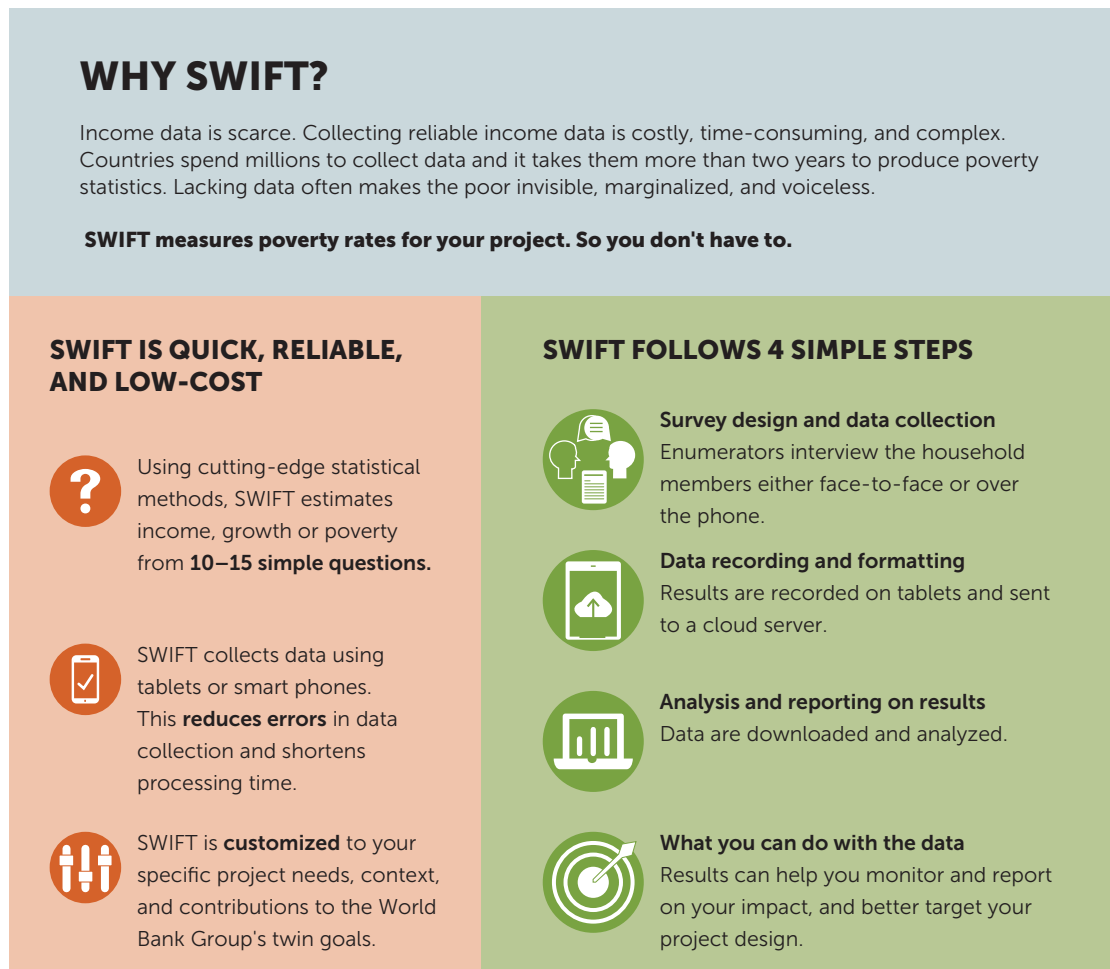 WHY SWIFT?
Income data is scarce. Collecting reliable income data is costly, time-consuming, and complex.
Countries spend millions to collect data and it takes them more than two years to produce poverty
statistics. Lacking data often makes the poor invisible, marginalized, and voiceless.
SWIFT measures poverty rates for your project. So you don't have to.
SWIFT IS QUICK, RELIABLE,
AND LOW-COST
?
Using cutting-edge statistical
methods, SWIFT estimates
income, growth or poverty
from 10–15 simple questions.
SWIFT collects data using
tablets or smart phones.
This reduces errors in data
collection and shortens
processing time.
SWIFT is customized to your
specific project needs, context,
and contributions to the World
Bank Group's twin goals.
SWIFT FOLLOWS 4 SIMPLE STEPS
Survey design and data collection
Enumerators interview the household
members either face-to-face or over
the phone.
Data recording and formatting
Results are recorded on tablets and sent
to a cloud server.
Analysis and reporting on results
Data are downloaded and analyzed.
What you can do with the data
Results can help you monitor and report
on your impact, and better target your
project design.